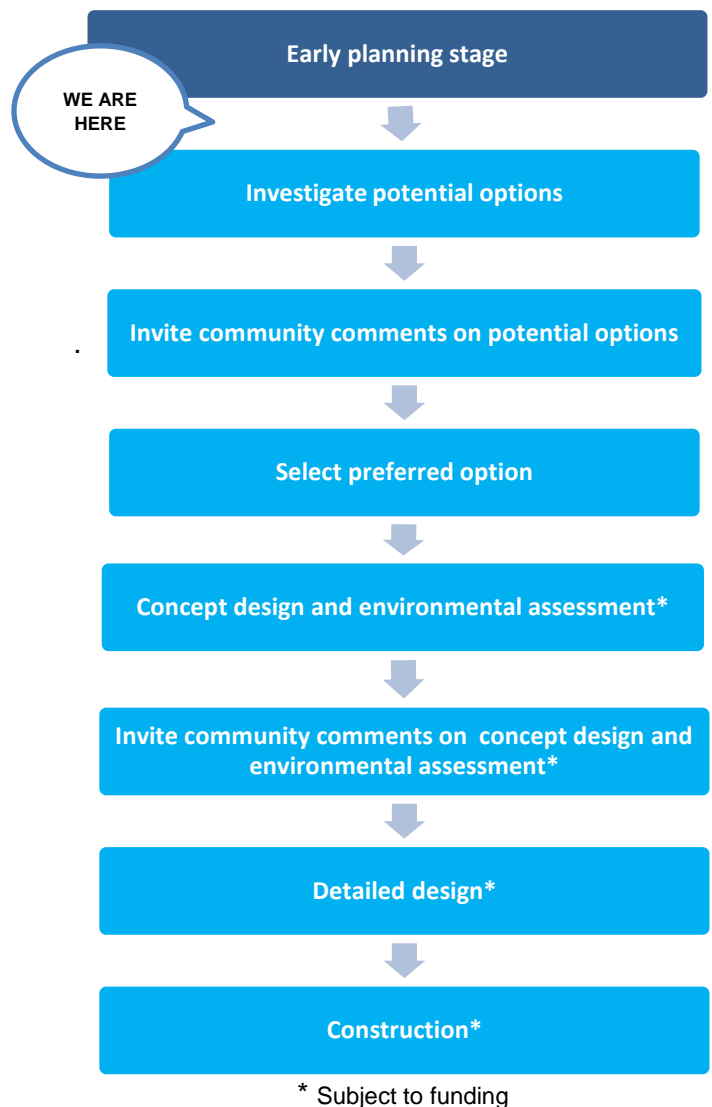 Early planning stage
WE ARE
HERE
Investigate potential options
Invite community comments on potential options
.
Select preferred option
Concept design and environmental assessment*
Invite community comments on  concept design and
environmental assessment*
Detailed design*
Construction*
* Subject to funding